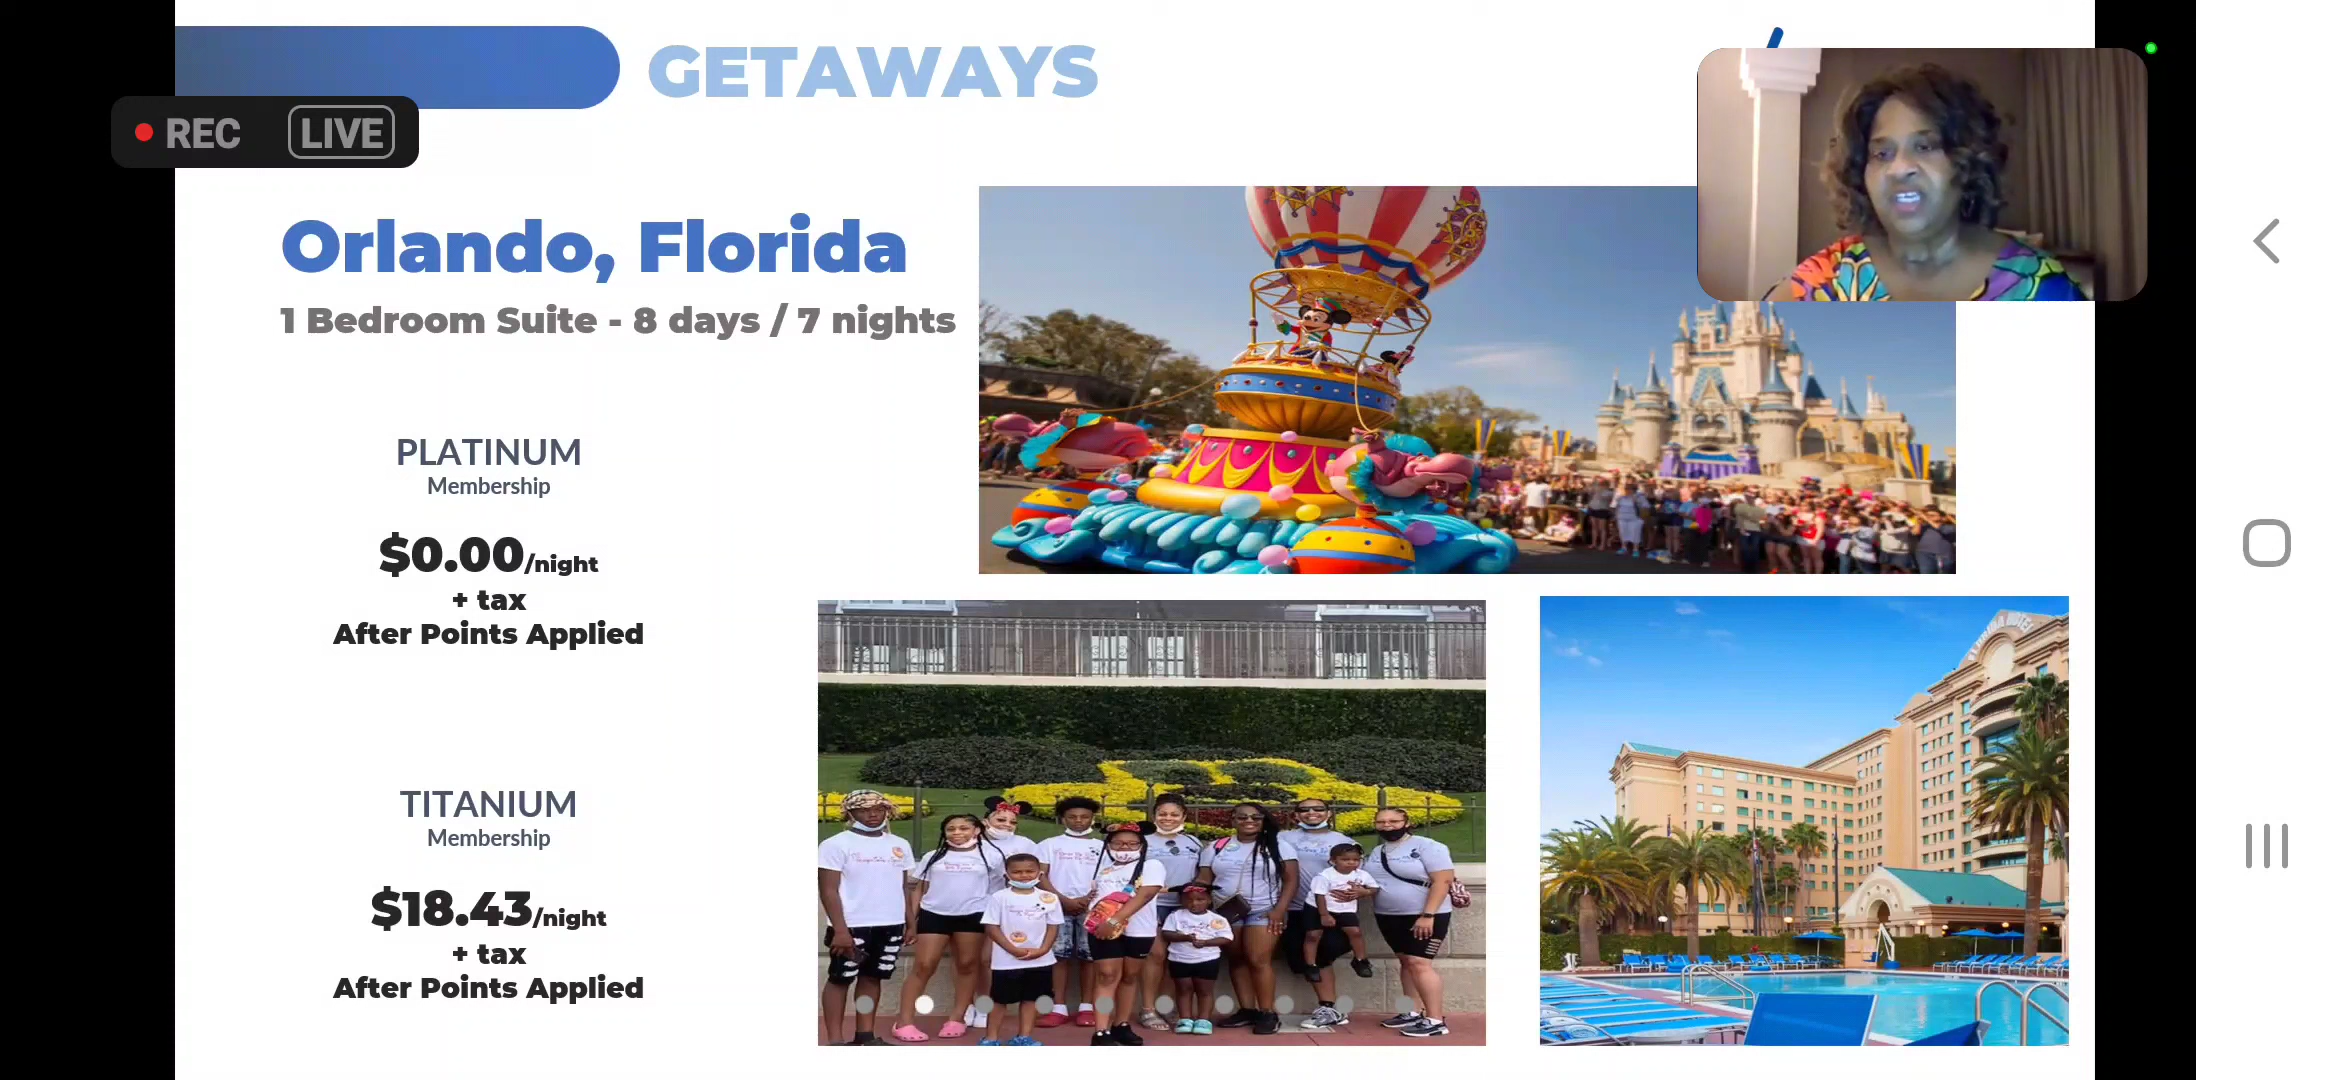 GETAWAYS
REC LIVE
Orlando, Florida
1 Bedroom Suite - 8 days / 7 nights
PLATINUM
Membership
$0.00/night
+ tax
After Points Applied
TITANIUM
Membership
$18.43/night
+ tax
After Points Applied